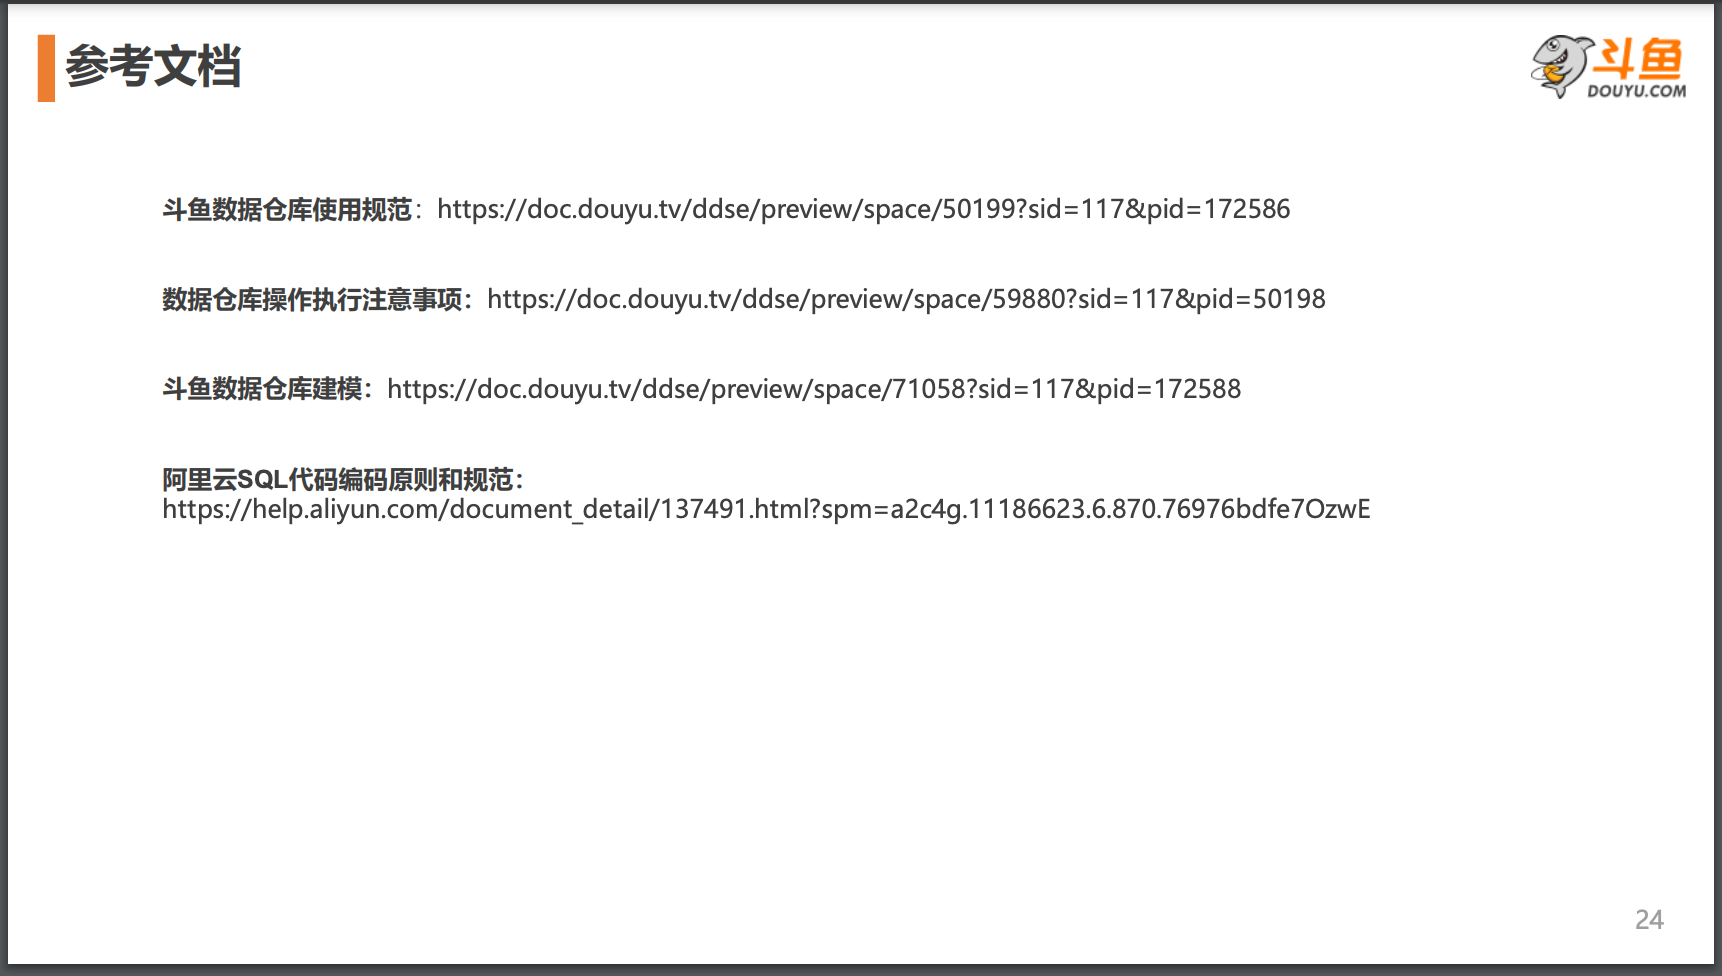 参考文档
斗鱼
DOUYU.COM
斗鱼数据仓库使用规范：https://doc.douyu.tv/ddse/preview/space/50199?sid=117&pid=172586
数据仓库操作执行注意事项：https://doc.douyu.tv/ddse/preview/space/59880?sid=117&pid=50198
斗鱼数据仓库建模：https://doc.douyu.tv/ddse/preview/space/71058?sid=117&pid=172588
阿里云SQL代码编码原则和规范：
https://help.aliyun.com/document_detail/137491.html?spm=a2c4g.11186623.6.870.76976bdfe7OzwE
24